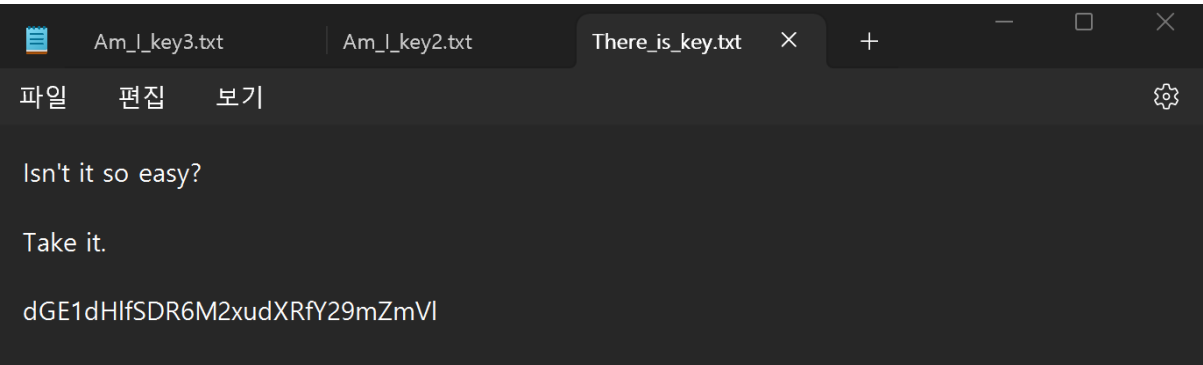 Am_I_key3.txt Am_I_key2.txt There_is_key.txt
파일 편집 보기
Isn't it so easy?
Take it.
dGE1dHlfSDR6M2xudXRfY29mZmVl